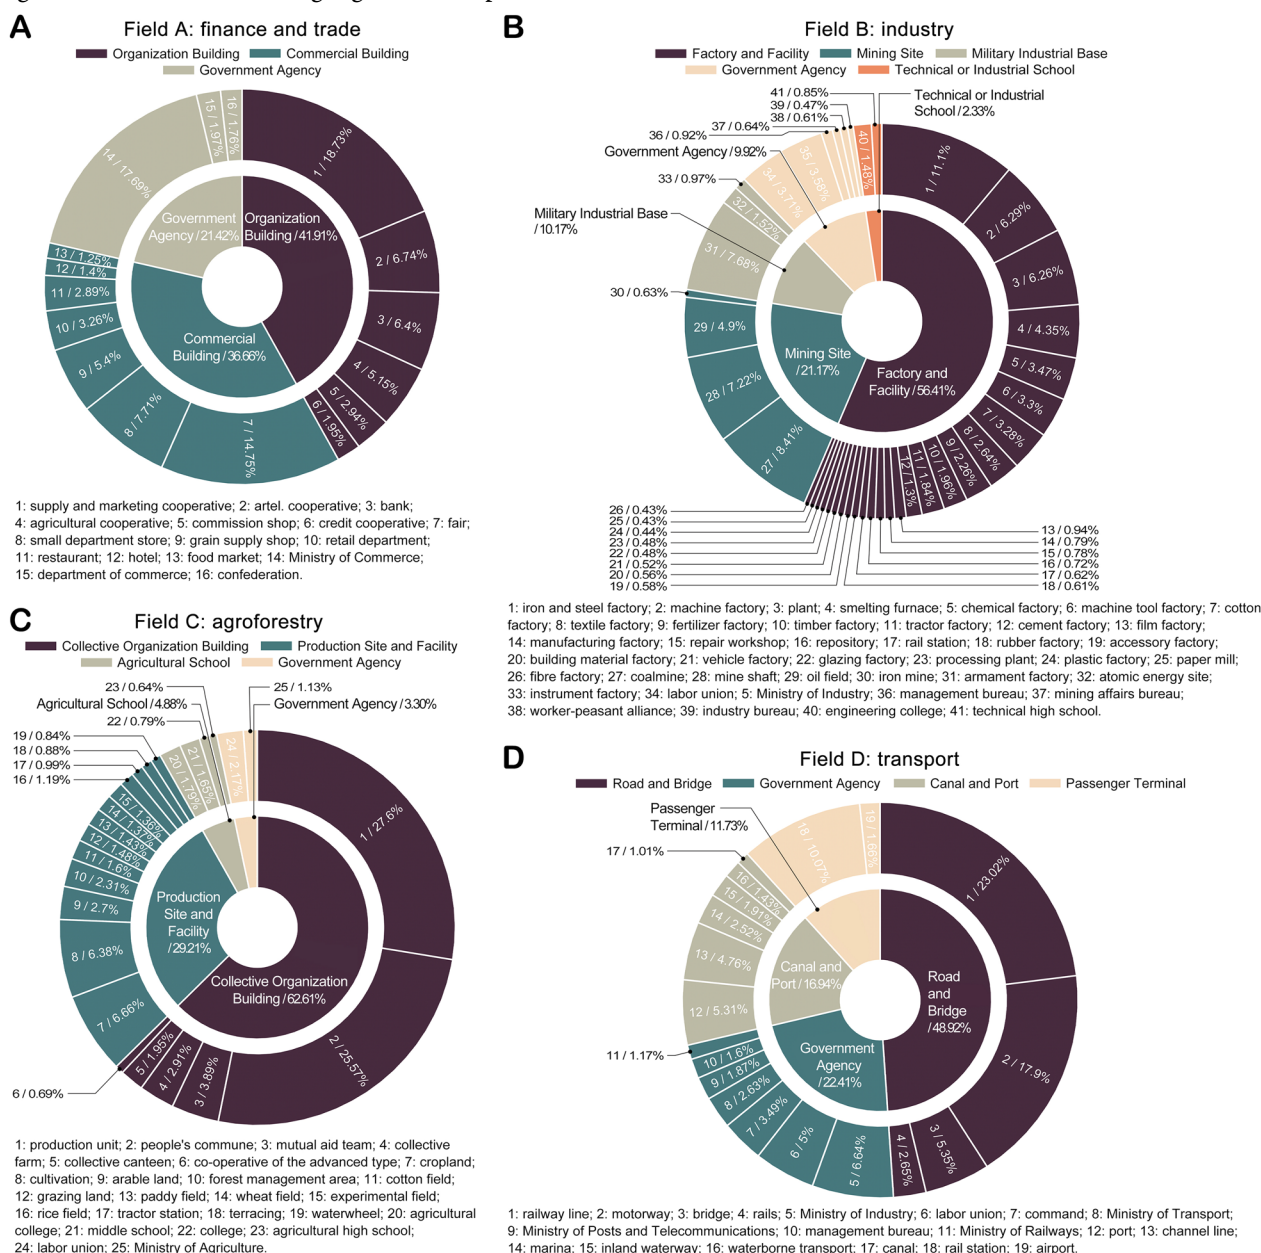 A
Field A: finance and trade
Organization Building
Commercial Building
Government Agency
1 / 18.73%
2 / 6.74%
3 / 6.4%
4 / 5.15%
5 / 2.94%
6 / 1.95%
7 / 14.75%
8 / 7.71%
9 / 5.4%
10 / 3.26%
11 / 2.89%
12 / 1.4%
13 / 1.25%
14 / 17.69%
15 / 1.97%
16 / 1.76%
Government
Agency /21.42%
Organization
Building /41.91%
Commercial
Building /36.66%
1: supply and marketing cooperative; 2: artel. cooperative; 3: bank;
4: agricultural cooperative; 5: commission shop; 6: credit cooperative; 7: fair;
8: small department store; 9: grain supply shop; 10: retail department;
11: restaurant; 12: hotel; 13: food market; 14: Ministry of Commerce;
15: department of commerce; 16: confederation.
B
Field B: industry
Factory and Facility
Mining Site
Military Industrial Base
Government Agency
Technical or Industrial School
41 / 0.85%
39 / 0.47%
38 / 0.61%
37 / 0.64%
36 / 0.92%
Government Agency /9.92%
33 / 0.97%
Military Industrial Base
/10.17%
30 / 0.63%
Technical or Industrial
School /2.33%
1 / 11.1%
2 / 6.29%
3 / 6.26%
4 / 4.35%
5 / 3.47%
6 / 3.3%
7 / 3.28%
8 / 2.64%
9 / 2.26%
10 / 1.96%
11 / 1.84%
12 / 1.3%
27 / 8.41%
28 / 7.22%
29 / 4.9%
31 / 7.68%
32 / 1.52%
34 / 3.71%
35 / 3.58%
40 / 1.48%
Mining Site
/21.17%
Factory and
Facility /56.41%
26 / 0.43%
25 / 0.43%
24 / 0.44%
23 / 0.48%
22 / 0.48%
21 / 0.52%
20 / 0.56%
19 / 0.58%
13 / 0.94%
14 / 0.79%
15 / 0.78%
16 / 0.72%
17 / 0.62%
18 / 0.61%
1: iron and steel factory; 2: machine factory; 3: plant; 4: smelting furnace; 5: chemical factory; 6: machine tool factory; 7: cotton
factory; 8: textile factory; 9: fertilizer factory; 10: timber factory; 11: tractor factory; 12: cement factory; 13: film factory;
14: manufacturing factory; 15: repair workshop; 16: repository; 17: rail station; 18: rubber factory; 19: accessory factory;
20: building material factory; 21: vehicle factory; 22: glazing factory; 23: processing plant; 24: plastic factory; 25: paper mill;
26: fibre factory; 27: coalmine; 28: mine shaft; 29: oil field; 30: iron mine; 31: armament factory; 32: atomic energy site;
33: instrument factory; 34: labor union; 5: Ministry of Industry; 36: management bureau; 37: mining affairs bureau;
38: worker-peasant alliance; 39: industry bureau; 40: engineering college; 41: technical high school.
C
Field C: agroforestry
Collective Organization Building
Production Site and Facility
Agricultural School
Government Agency
23 / 0.64%
Agricultural School /4.88%
22 / 0.79%
25 / 1.13%
Government Agency /3.30%
19 / 0.84%
18 / 0.88%
17 / 0.99%
16 / 1.19%
6 / 0.69%
1 / 27.6%
2 / 25.57%
3 / 3.89%
4 / 2.91%
5 / 1.95%
7 / 6.66%
8 / 6.38%
9 / 2.7%
10 / 2.31%
11 / 1.6%
12 / 1.48%
13 / 1.43%
14 / 1.37%
15 / 1.36%
20 / 1.79%
21 / 1.65%
24 / 2.17%
Production
Site and
Facility
/29.21%
Collective Organization
Building /62.61%
1: production unit; 2: people's commune; 3: mutual aid team; 4: collective
farm; 5: collective canteen; 6: co-operative of the advanced type; 7: cropland;
8: cultivation; 9: arable land; 10: forest management area; 11: cotton field;
12: grazing land; 13: paddy field; 14: wheat field; 15: experimental field;
16: rice field; 17: tractor station; 18: terracing; 19: waterwheel; 20: agricultural
college; 21: middle school; 22: college; 23: agricultural high school;
24: labor union; 25: Ministry of Agriculture.
D
Field D: transport
Road and Bridge
Government Agency
Canal and Port
Passenger Terminal
Passenger
Terminal /11.73%
17 / 1.01%
11 / 1.17%
1 / 23.02%
2 / 17.9%
3 / 5.35%
4 / 2.65%
5 / 6.64%
6 / 5%
7 / 3.49%
8 / 2.63%
9 / 1.87%
10 / 1.6%
12 / 5.31%
13 / 4.76%
14 / 2.52%
15 / 1.91%
16 / 1.43%
18 / 10.07%
19 / 1.66%
Canal and
Port /16.94%
Road
and
Bridge
/48.92%
Government
Agency
/22.41%
1: railway line; 2: motorway; 3: bridge; 4: rails; 5: Ministry of Industry; 6: labor union; 7: command; 8: Ministry of Transport;
9: Ministry of Posts and Telecommunications; 10: management bureau; 11: Ministry of Railways; 12: port; 13: channel line;
14: marina; 15: inland waterway; 16: waterborne transport; 17: canal; 18: rail station; 19: airport.